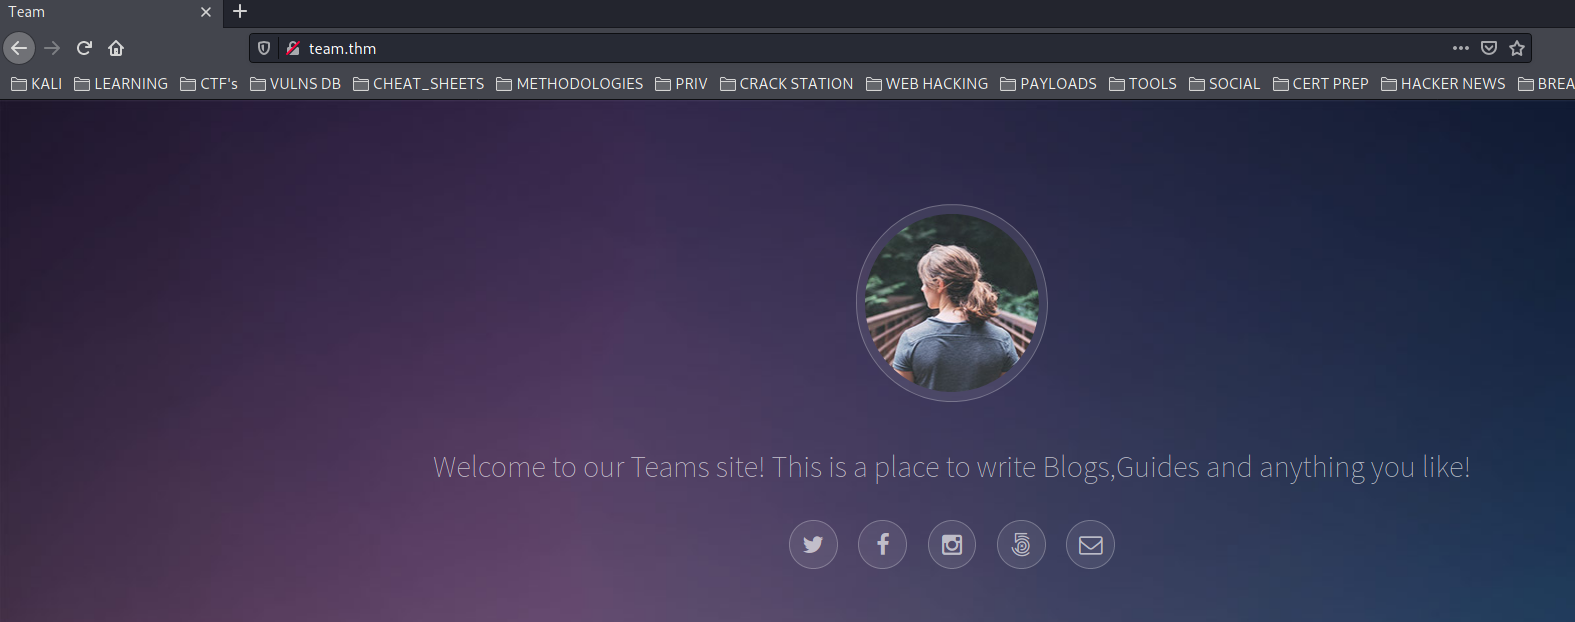 Team
team.thm
KALI LEARNING CTF's VULNS DB CHEAT_SHEETS METHODOLOGIES PRIV CRACK STATION WEB HACKING PAYLOADS TOOLS SOCIAL CERT PREP HACKER NEWS BREA
Welcome to our Teams site! This is a place to write Blogs,Guides and anything you like!